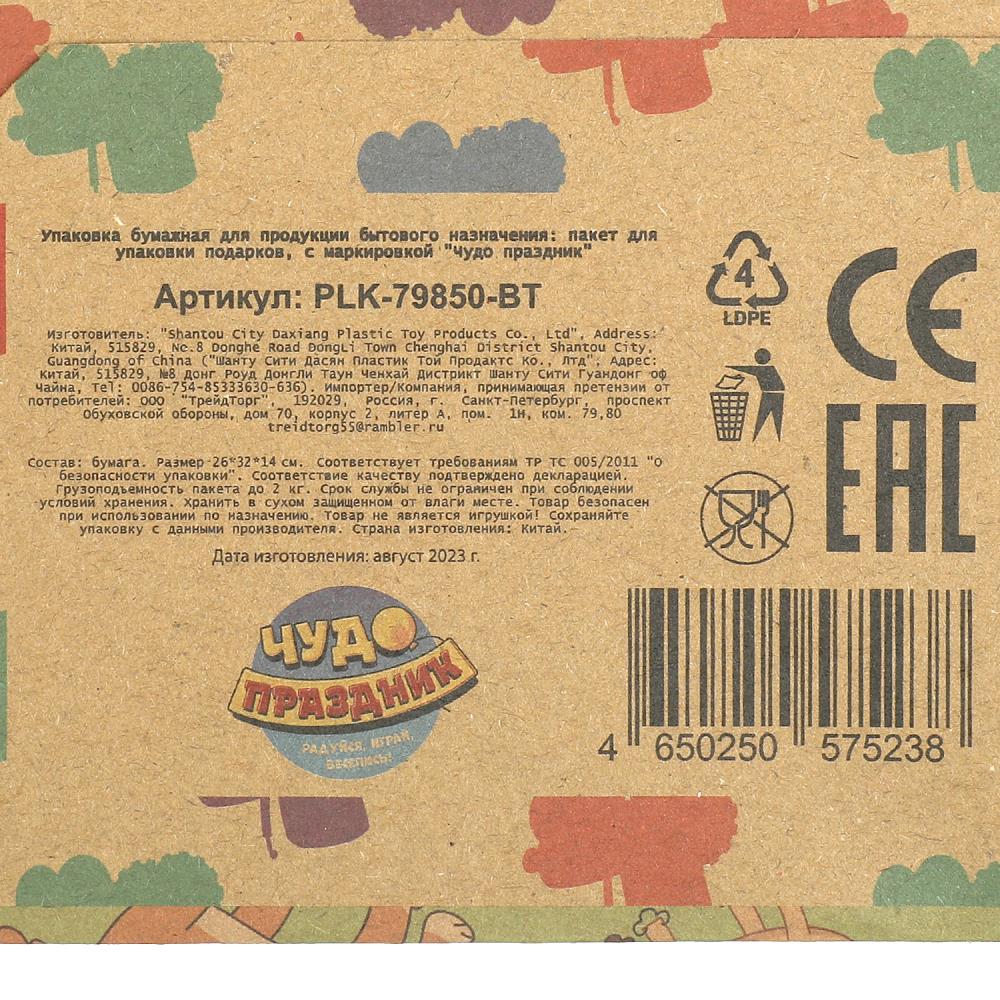 Упаковка бумажная для продукции бытового назначения: пакет для
упаковки подарков, с маркировкой "Чудо праздник"
Артикул: PLK-79850-BT
Изготовитель: "Shantou City Daxiang Plastic Toy Products Co., Ltd", Address:
Китай, 515829, No.8 Donghe Road DongLi Town Chenghai District Shantou City,
Guangdong of China ("Шанту Сити Дасян Пластик Той Продактс Ко., Лтд", Адрес:
Китай, 515829, №8 Донг Роуд ДонгЛи Таун Ченхай Дистрикт Шанту Сити Гуандонг оф
Чайна, Tel: 0086-754-85333630-636). Импортер/Компания, принимающая претензии от
потребителей: ООО "ТрейдТорг", 192029, Россия, г. Санкт-Петербург, проспект
Обуховской обороны, дом 70, корпус 2, литер А, пом. 1Н, ком. 79,80
treidtorg55@rambler.ru
Состав: бумага. Размер 26*32*14 см. Соответствует требованиям ТР ТС 005/2011 "о
безопасности упаковки". Соответствие качеству подтверждено декларацией.
Грузоподъемность пакета до 2 кг. Срок службы не ограничен при соблюдении
условий хранения. Хранить в сухом защищенном от влаги месте. Товар безопасен
при использовании по назначению. Товар не является игрушкой! Сохраняйте
упаковку с данными производителя. Страна изготовления: Китай.
Дата изготовления: август 2023 г.
ЧУДО
ПРАЗДНИК
РАДУЙСЯ, ИГРАЙ,
ВЕСЕЛИСЬ!
4
LDPE
CE
EAC
4 650250 575238